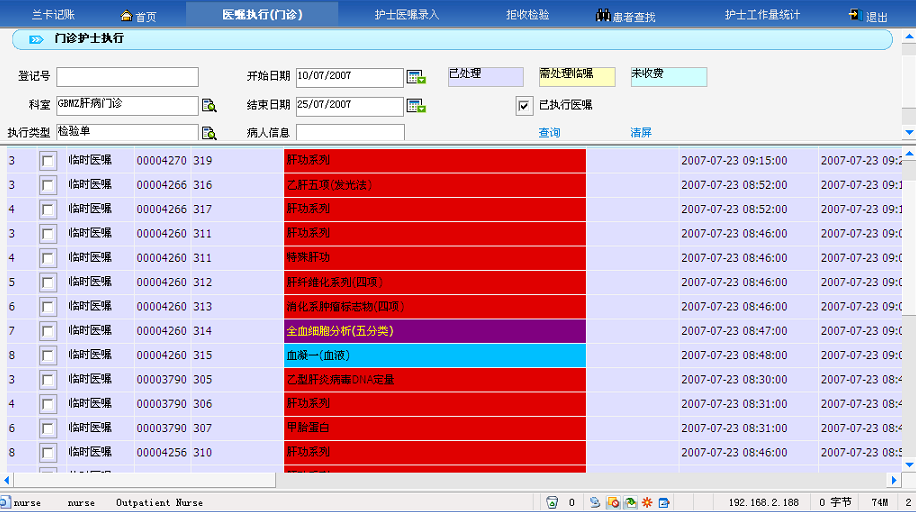 兰卡记账 首页 医嘱执行(门诊) 护士医嘱录入 拒收检验 患者查找 护士工作量统计 退出
门诊护士执行
登记号 开始日期 10/07/2007 已处理 需处理临嘱 未收费
科室 GBMZ肝病门诊 结束日期 25/07/2007 已执行医嘱
执行类型 检验单 病人信息 查询 清屏
3 临时医嘱 00004270 319 肝功系列 2007-07-23 09:15:00 2007-07-23 09:2
3 临时医嘱 00004266 316 乙肝五项(发光法) 2007-07-23 08:52:00 2007-07-23 09:1
4 临时医嘱 00004266 317 肝功系列 2007-07-23 08:52:00 2007-07-23 09:1
3 临时医嘱 00004260 311 肝功系列 2007-07-23 08:46:00 2007-07-23 09:0
4 临时医嘱 00004260 311 特殊肝功 2007-07-23 08:46:00 2007-07-23 09:0
5 临时医嘱 00004260 312 肝纤维化系列(四项) 2007-07-23 08:46:00 2007-07-23 09:0
6 临时医嘱 00004260 313 消化系肿瘤标志物(四项) 2007-07-23 08:46:00 2007-07-23 09:0
7 临时医嘱 00004260 314 全血细胞分析(五分类) 2007-07-23 08:47:00 2007-07-23 09:0
8 临时医嘱 00004260 315 血凝一(血液) 2007-07-23 08:48:00 2007-07-23 09:0
3 临时医嘱 00003790 305 乙型肝炎病毒DNA定量 2007-07-23 08:30:00 2007-07-23 08:4
4 临时医嘱 00003790 306 肝功系列 2007-07-23 08:31:00 2007-07-23 08:4
6 临时医嘱 00003790 307 甲胎蛋白 2007-07-23 08:31:00 2007-07-23 08:4
8 临时医嘱 00004256 310 肝功系列 2007-07-23 08:46:00 2007-07-23 08:5
nurse nurse Outpatient Nurse 0 192.168.2.188 0 字节 74M 2